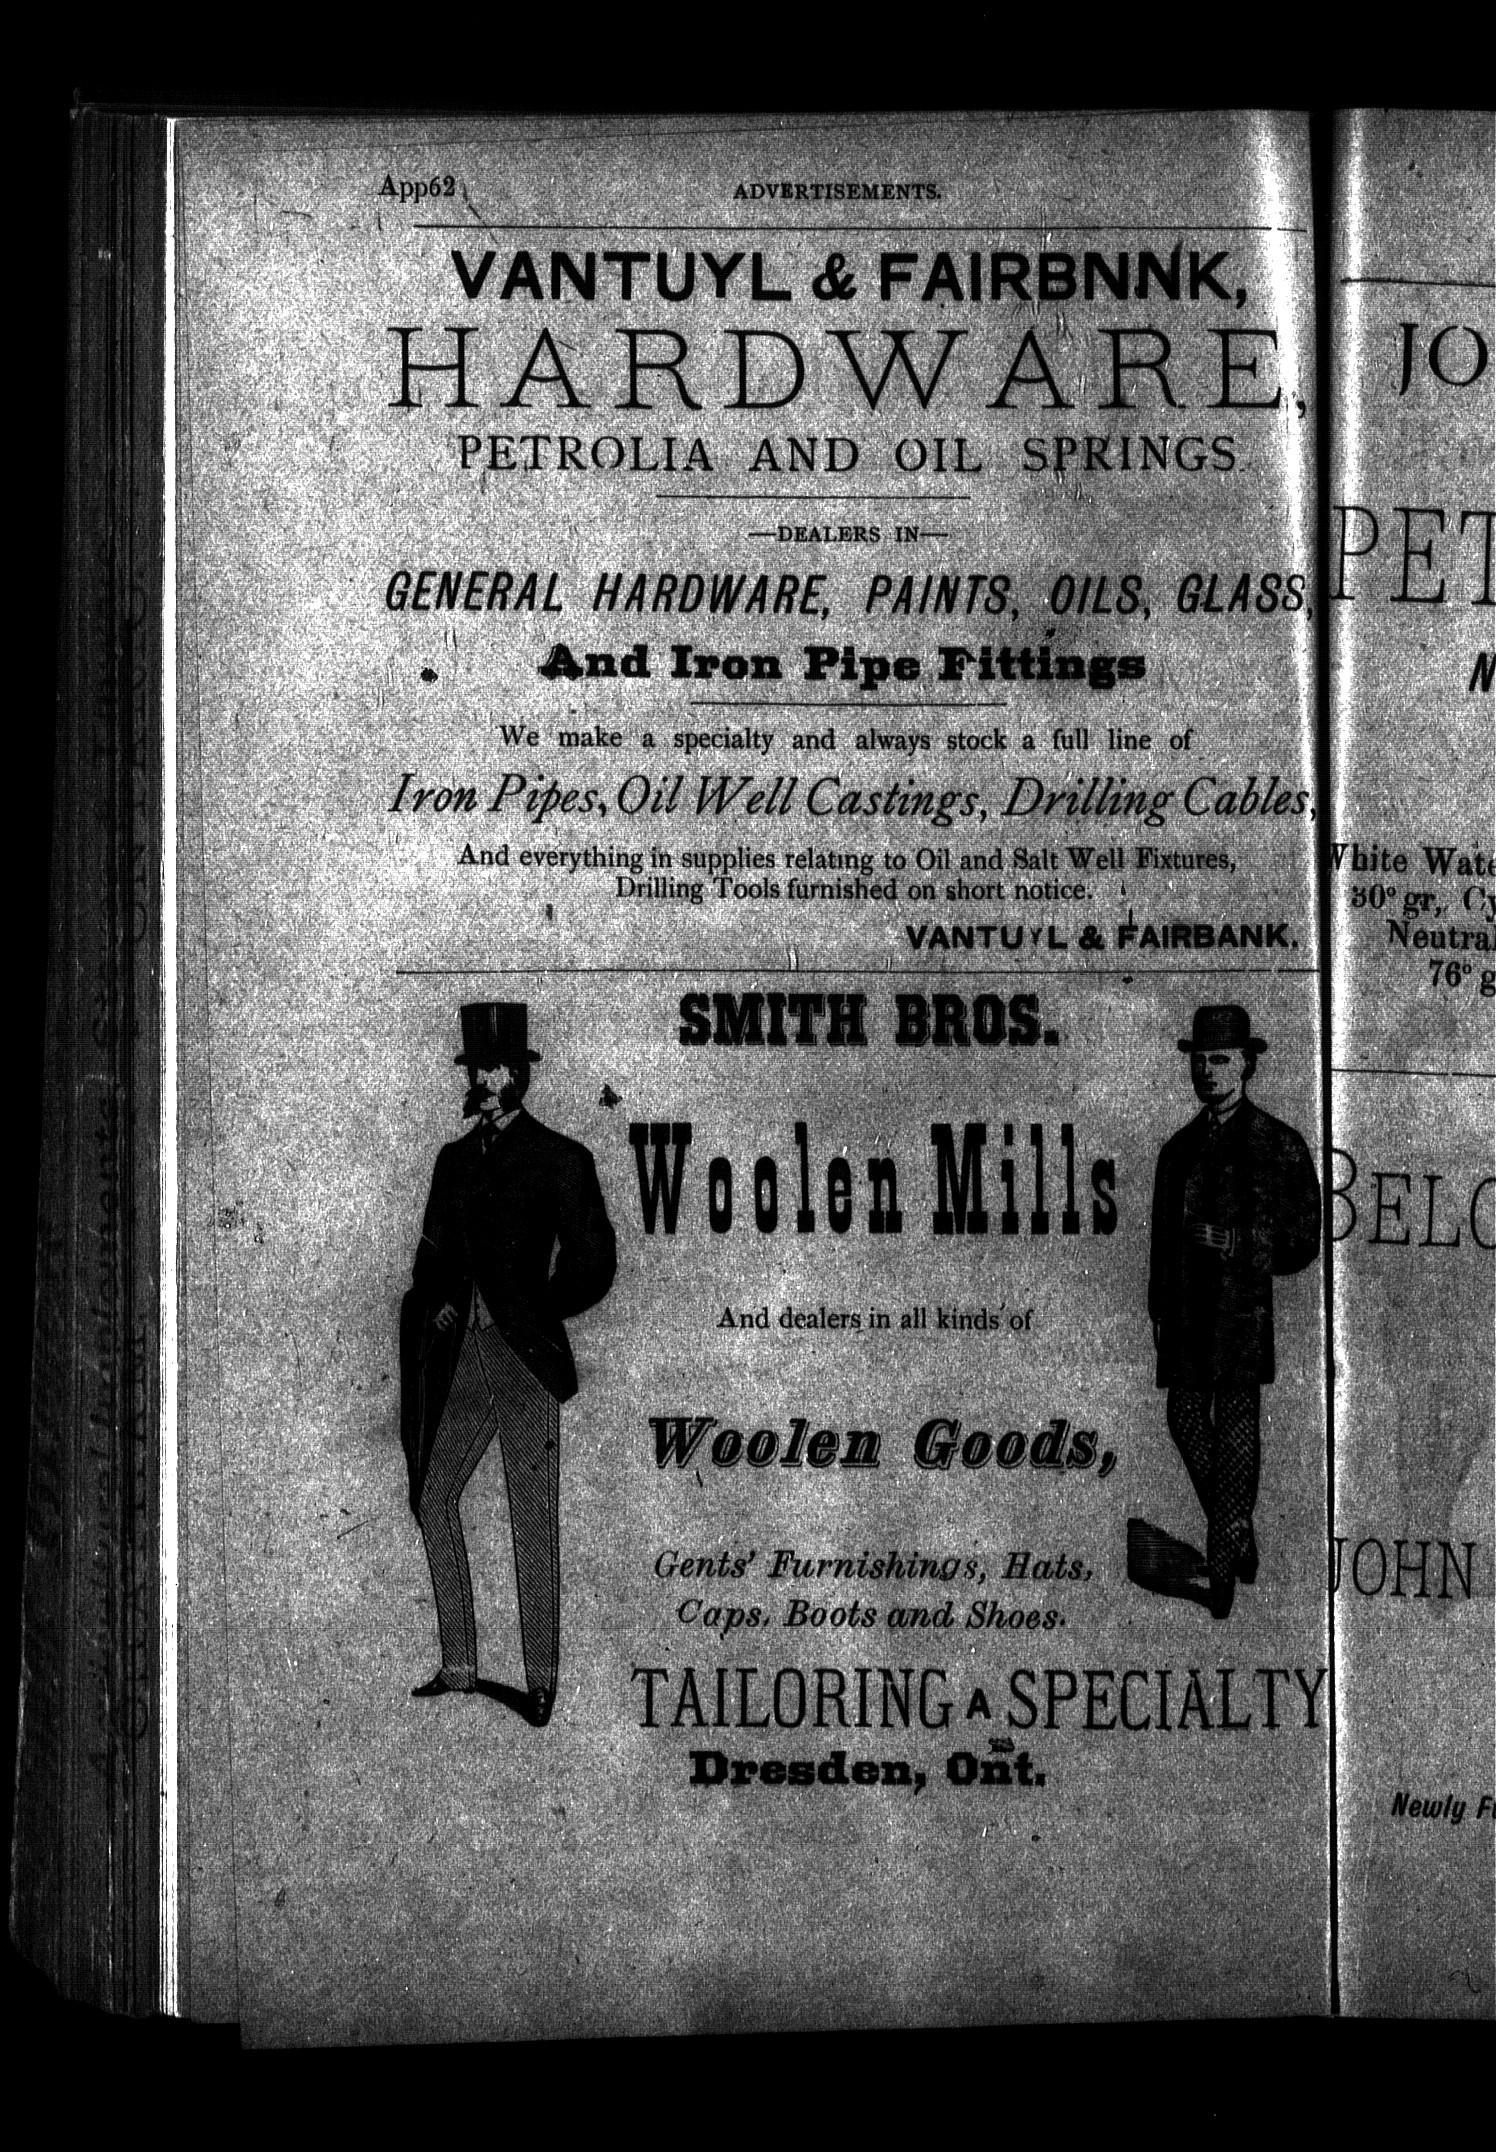 App62
ADVERTISEMENTS.
VANTUYL & FAIRBNNK,
HARDWARE,
PETROLIA AND OIL SPRINGS.
—DEALERS IN—
GENERAL HARDWARE, PAINTS, OILS, GLASS,
And Iron Pipe Fittings
We make a specialty and always stock a full line of
Iron Pipes, Oil Well Castings, Drilling Cables,
And everything in supplies relating to Oil and Salt Well Fixtures,
Drilling Tools furnished on short notice.
VANTUYL & FAIRBANK.
SMITH BROS.
Woolen Mills
And dealers in all kinds of
Woolen Goods,
Gents' Furnishings, Hats,
Caps, Boots and Shoes.
TAILORING A SPECIALTY
Dresden, Ont.
JO
PET
N
White Wate
30° gr., Cy
Neutral
76° g
BELO
JOHN
Newly F